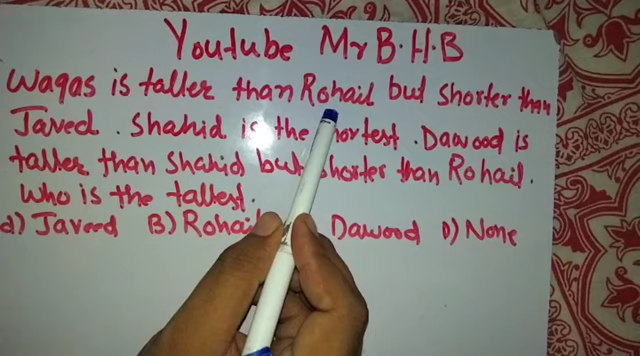 Youtube Mr B.H.B
Waqas is taller than Rohail but shorter than
Javed. Shahid is the shortest. Dawood is
taller than Shahid but shorter than Rohail.
Who is the tallest.
a) Javed B) Rohail Dawood D) None